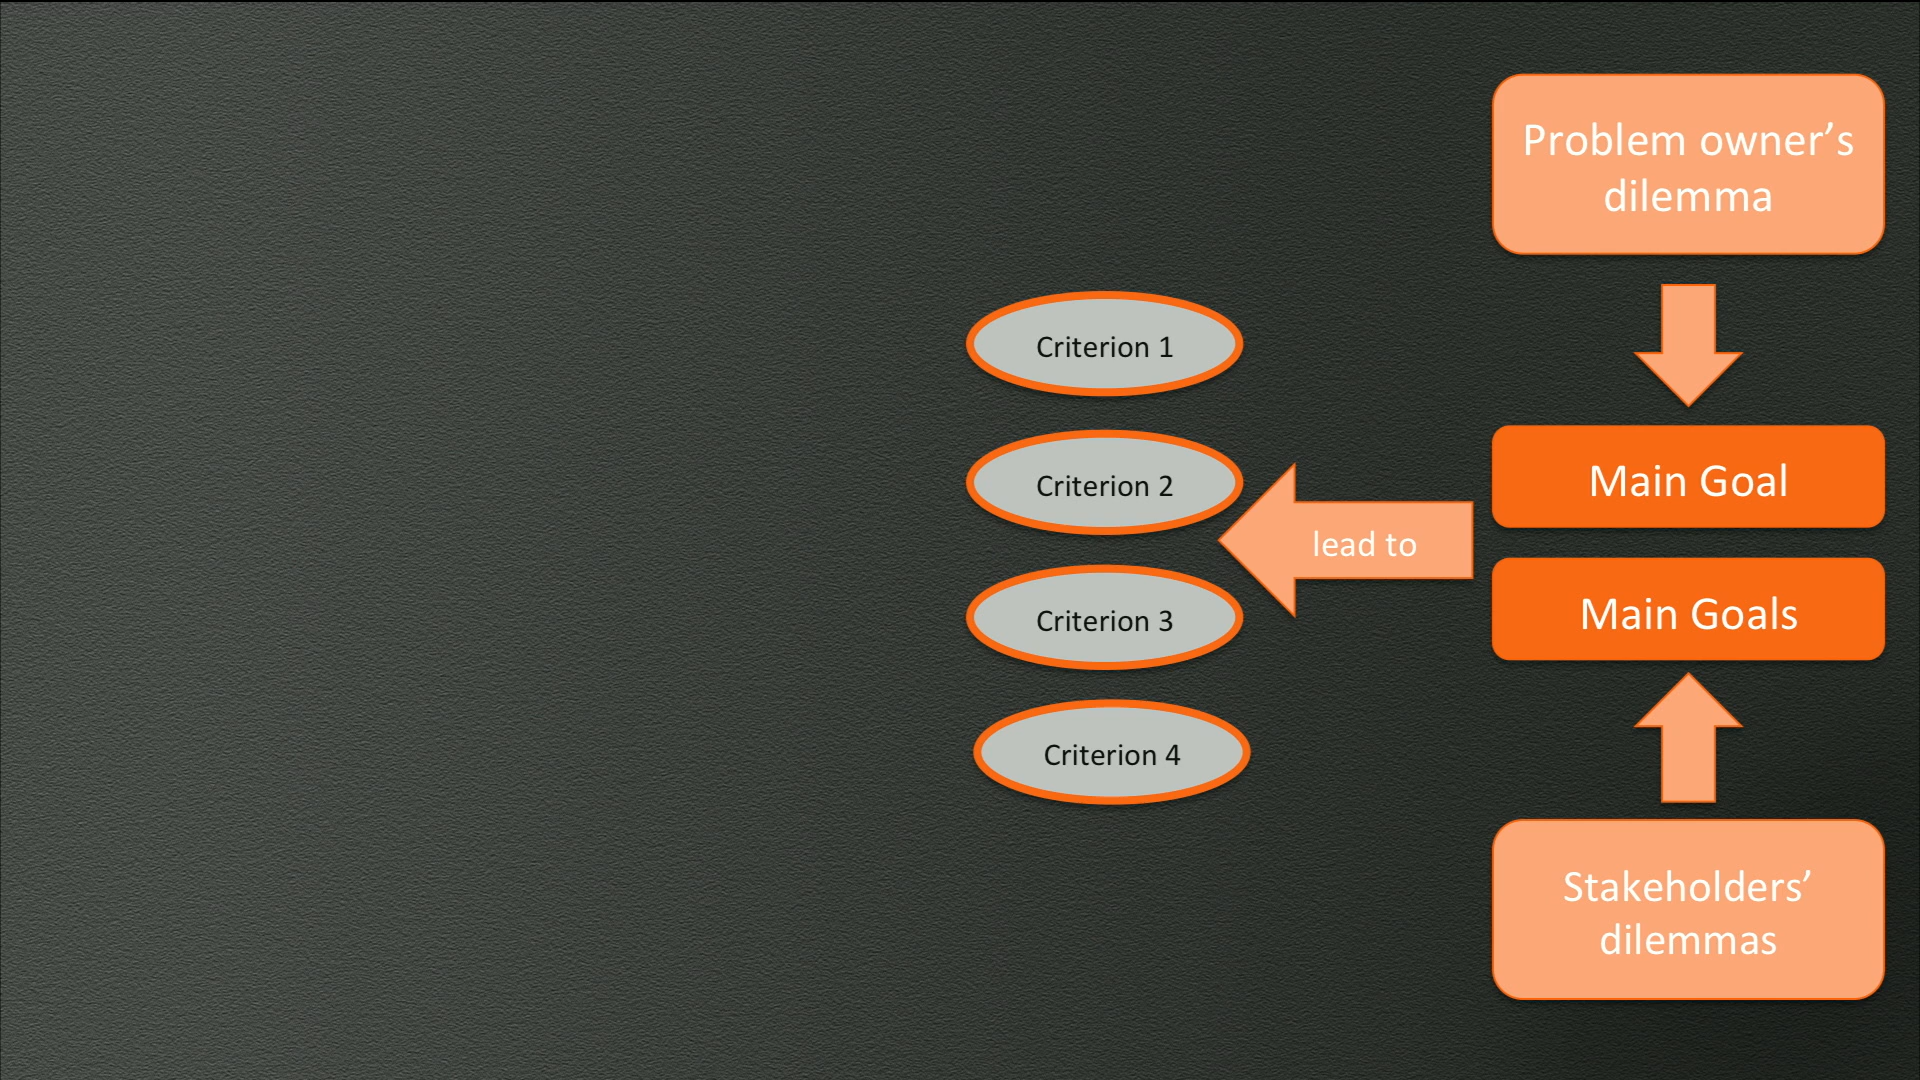 Problem owner’s
dilemma
Criterion 1
Main Goal
Criterion 2
lead to
Main Goals
Criterion 3
Criterion 4
Stakeholders’
dilemmas